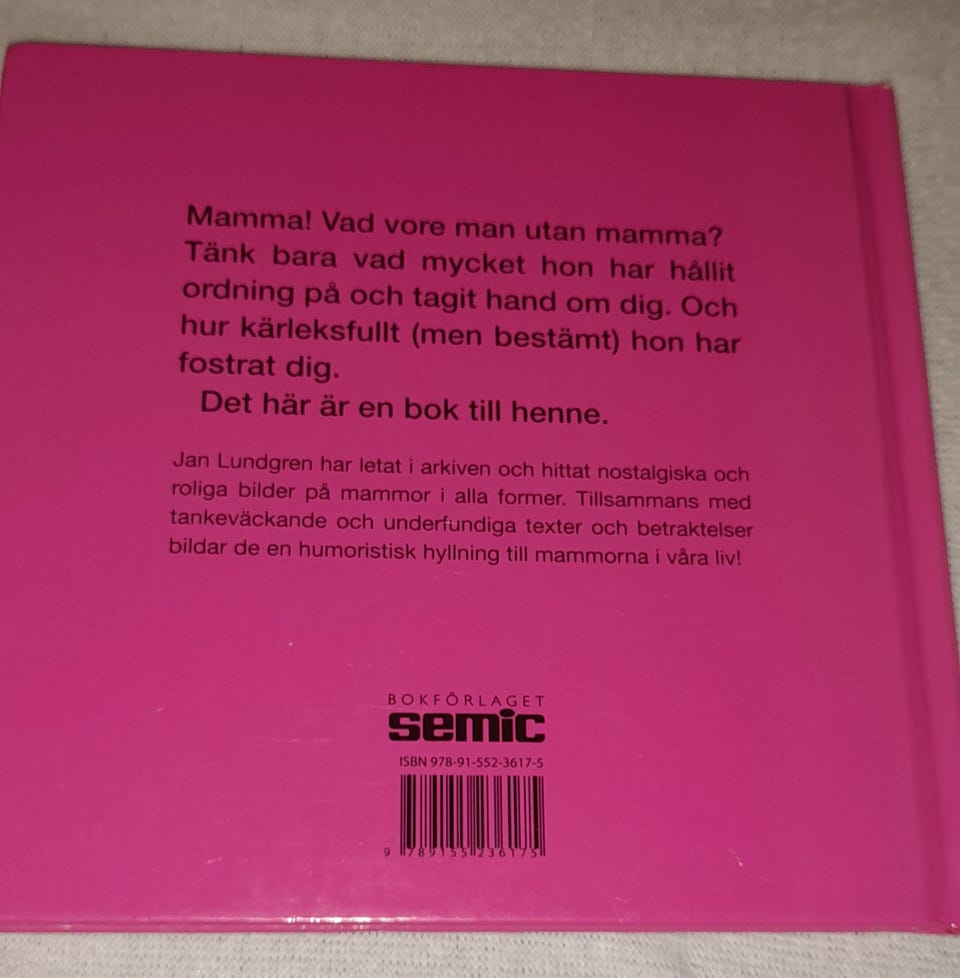 Mamma! Vad vore man utan mamma?
Tänk bara vad mycket hon har hållit
ordning på och tagit hand om dig. Och
hur kärleksfullt (men bestämt) hon har
fostrat dig.
Det här är en bok till henne.
Jan Lundgren har letat i arkiven och hittat nostalgiska och
roliga bilder på mammor i alla former. Tillsammans med
tankeväckande och underfundiga texter och betraktelser
bildar de en humoristisk hyllning till mammorna i våra liv!
BOKFÖRLAGET
semic
ISBN 978-91-552-3617-5
9 789155 236175